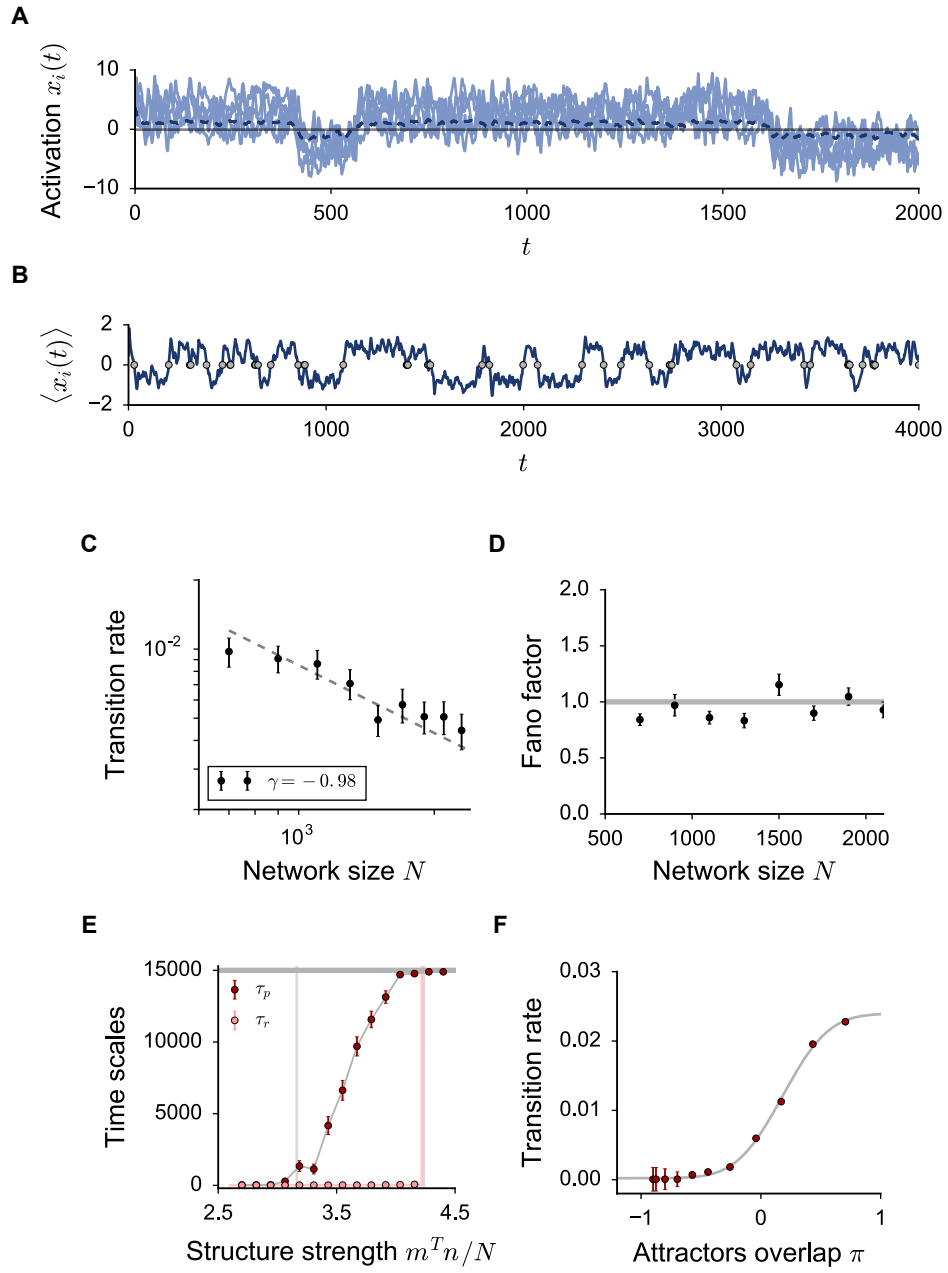 A
Activation x_i(t)
10
0
−10
0 500 1000 1500 2000
t
B
⟨x_i(t)⟩
2
0
−2
0 1000 2000 3000 4000
t
C
Transition rate
10^{-2}
γ = −0.98
10^3
Network size N
D
Fano factor
2.0
1.5
1.0
0.5
0.0
500 1000 1500 2000
Network size N
E
Time scales
15000
10000
5000
0
τ_p
τ_r
2.5 3.5 4.5
Structure strength m^T n/N
F
Transition rate
0.03
0.02
0.01
0.00
−1 0 1
Attractors overlap π